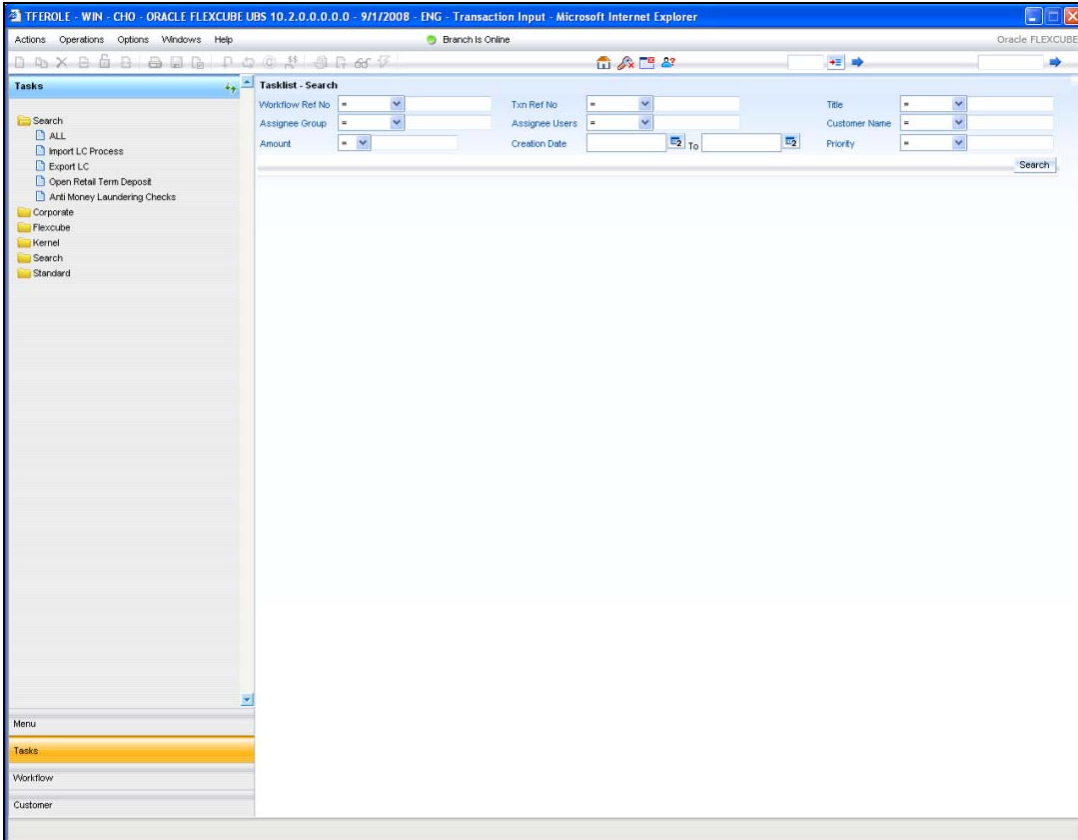 TFEROLE - WIN - CHO - ORACLE FLEXCUBE UBS 10.2.0.0.0.0.0 - 9/1/2008 - ENG - Transaction Input - Microsoft Internet Explorer
Actions Operations Options Windows Help Branch Is Online Oracle FLEXCUBE
Tasks
Search
ALL
Import LC Process
Export LC
Open Retail Term Deposit
Anti Money Laundering Checks
Corporate
Flexcube
Kernel
Search
Standard
Tasklist - Search
Workflow Ref No = Txn Ref No = Title =
Assignee Group = Assignee Users = Customer Name =
Amount = Creation Date To Priority =
Search
Menu
Tasks
Workflow
Customer